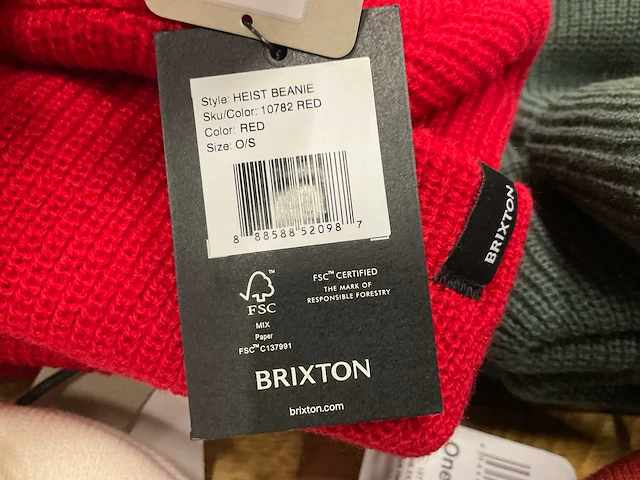 Style: HEIST BEANIE
Sku/Color: 10782 RED
Color: RED
Size: O/S
8 88588 52098 7
FSC™ CERTIFIED
THE MARK OF
RESPONSIBLE FORESTRY
FSC
MIX
Paper
FSC™ C137991
BRIXTON
brixton.com
BRIXTON
One